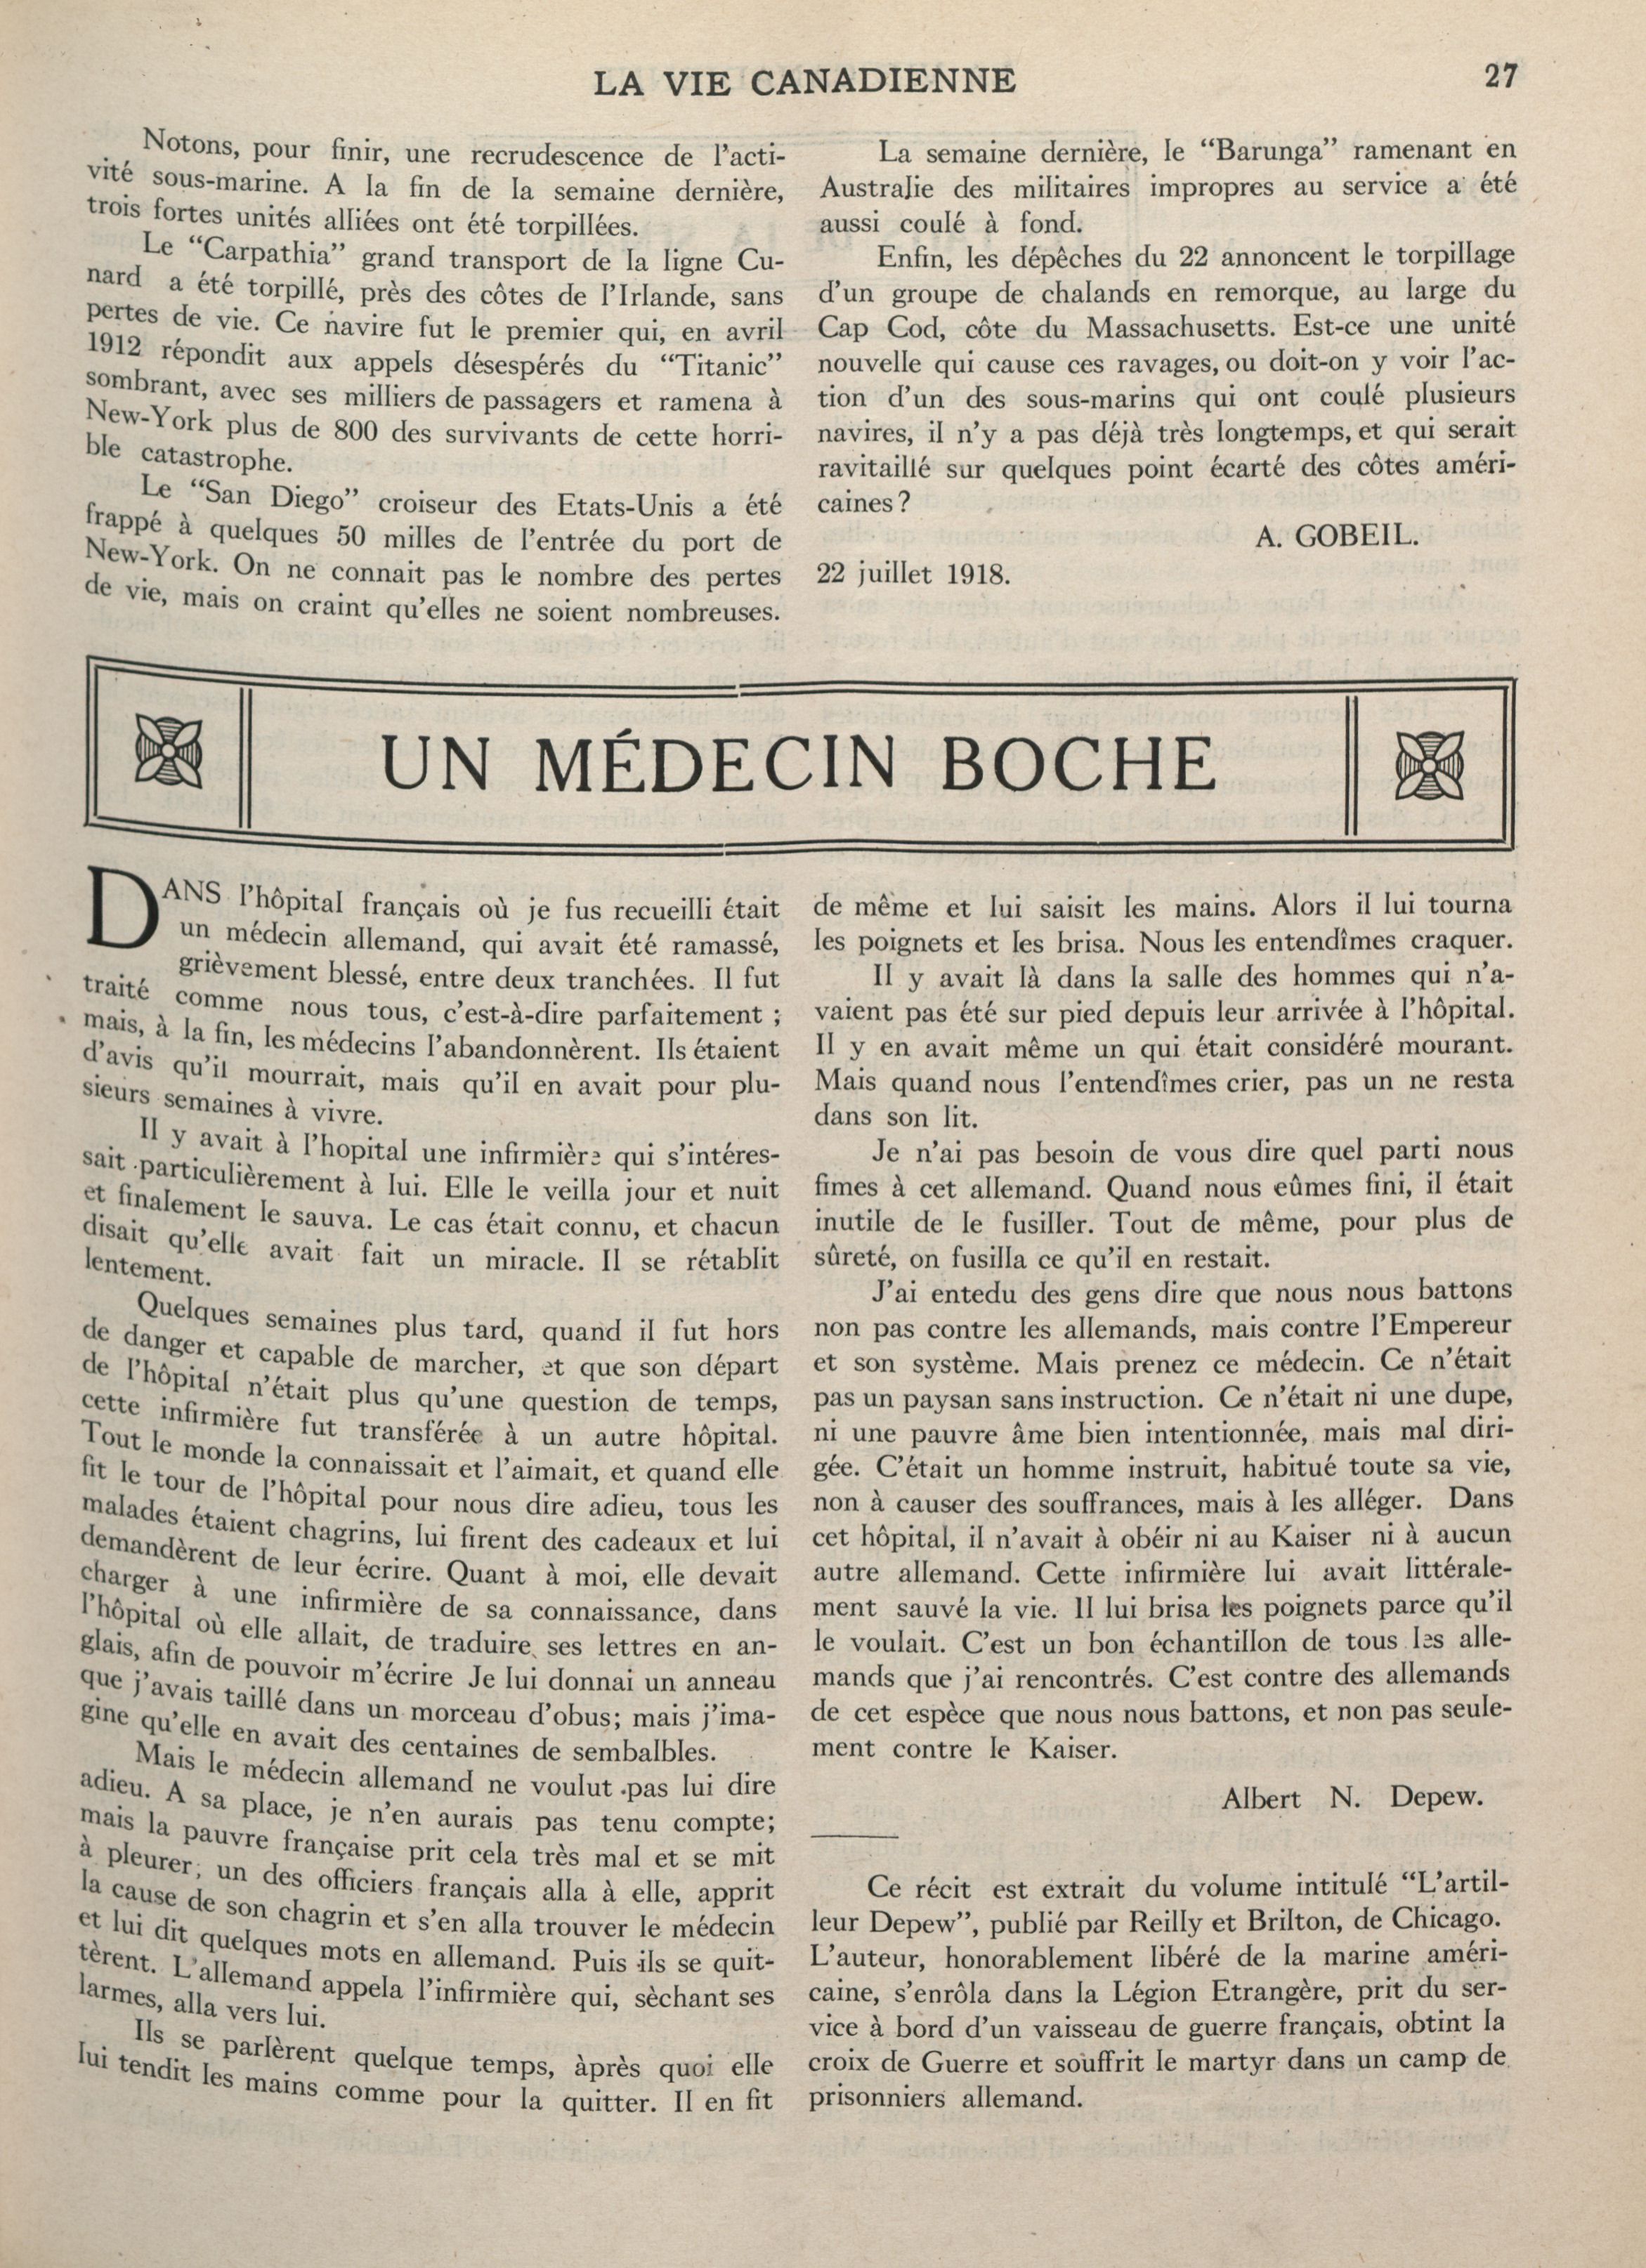 LA VIE CANADIENNE
27
Notons, pour finir, une recrudescence de l'acti-
vité sous-marine. A la fin de la semaine dernière,
trois fortes unités alliées ont été torpillées.
Le “Carpathia” grand transport de la ligne Cu-
nard a été torpillé, près des côtes de l'Irlande, sans
pertes de vie. Ce navire fut le premier qui, en avril
1912 répondit aux appels désespérés du “Titanic”
sombrant, avec ses milliers de passagers et ramena à
New-York plus de 800 des survivants de cette horri-
ble catastrophe.
Le “San Diego” croiseur des Etats-Unis a été
frappé à quelques 50 milles de l'entrée du port de
New-York. On ne connait pas le nombre des pertes
de vie, mais on craint qu'elles ne soient nombreuses.
La semaine dernière, le “Barunga” ramenant en
Australie des militaires impropres au service a été
aussi coulé à fond.
Enfin, les dépêches du 22 annoncent le torpillage
d'un groupe de chalands en remorque, au large du
Cap Cod, côte du Massachusetts. Est-ce une unité
nouvelle qui cause ces ravages, ou doit-on y voir l'ac-
tion d'un des sous-marins qui ont coulé plusieurs
navires, il n'y a pas déjà très longtemps, et qui serait
ravitaillé sur quelques point écarté des côtes améri-
caines?
A. GOBEIL.
22 juillet 1918.
UN MÉDECIN BOCHE
DANS l'hôpital français où je fus recueilli était
un médecin allemand, qui avait été ramassé,
grièvement blessé, entre deux tranchées. Il fut
traité comme nous tous, c'est-à-dire parfaitement ;
mais, à la fin, les médecins l'abandonnèrent. Ils étaient
d'avis qu'il mourrait, mais qu'il en avait pour plu-
sieurs semaines à vivre.
Il y avait à l'hopital une infirmière qui s'intéres-
sait particulièrement à lui. Elle le veilla jour et nuit
et finalement le sauva. Le cas était connu, et chacun
disait qu'elle avait fait un miracle. Il se rétablit
lentement.
Quelques semaines plus tard, quand il fut hors
de danger et capable de marcher, et que son départ
de l'hôpital n'était plus qu'une question de temps,
cette infirmière fut transférée à un autre hôpital.
Tout le monde la connaissait et l'aimait, et quand elle
fit le tour de l'hôpital pour nous dire adieu, tous les
malades étaient chagrins, lui firent des cadeaux et lui
demandèrent de leur écrire. Quant à moi, elle devait
charger à une infirmière de sa connaissance, dans
l'hôpital où elle allait, de traduire ses lettres en an-
glais, afin de pouvoir m'écrire Je lui donnai un anneau
que j'avais taillé dans un morceau d'obus; mais j'ima-
gine qu'elle en avait des centaines de sembalbles.
Mais le médecin allemand ne voulut pas lui dire
adieu. A sa place, je n'en aurais pas tenu compte;
mais la pauvre française prit cela très mal et se mit
à pleurer; un des officiers français alla à elle, apprit
la cause de son chagrin et s'en alla trouver le médecin
et lui dit quelques mots en allemand. Puis ils se quit-
tèrent. L'allemand appela l'infirmière qui, sèchant ses
larmes, alla vers lui.
Ils se parlèrent quelque temps, àprès quoi elle
lui tendit les mains comme pour la quitter. Il en fit
de même et lui saisit les mains. Alors il lui tourna
les poignets et les brisa. Nous les entendîmes craquer.
Il y avait là dans la salle des hommes qui n'a-
vaient pas été sur pied depuis leur arrivée à l'hôpital.
Il y en avait même un qui était considéré mourant.
Mais quand nous l'entendîmes crier, pas un ne resta
dans son lit.
Je n'ai pas besoin de vous dire quel parti nous
fimes à cet allemand. Quand nous eûmes fini, il était
inutile de le fusiller. Tout de même, pour plus de
sûreté, on fusilla ce qu'il en restait.
J'ai entedu des gens dire que nous nous battons
non pas contre les allemands, mais contre l'Empereur
et son système. Mais prenez ce médecin. Ce n'était
pas un paysan sans instruction. Ce n'était ni une dupe,
ni une pauvre âme bien intentionnée, mais mal diri-
gée. C'était un homme instruit, habitué toute sa vie,
non à causer des souffrances, mais à les alléger. Dans
cet hôpital, il n'avait à obéir ni au Kaiser ni à aucun
autre allemand. Cette infirmière lui avait littérale-
ment sauvé la vie. Il lui brisa les poignets parce qu'il
le voulait. C'est un bon échantillon de tous les alle-
mands que j'ai rencontrés. C'est contre des allemands
de cet espèce que nous nous battons, et non pas seule-
ment contre le Kaiser.
Albert N. Depew.
Ce récit est extrait du volume intitulé “L'artil-
leur Depew”, publié par Reilly et Brilton, de Chicago.
L'auteur, honorablement libéré de la marine améri-
caine, s'enrôla dans la Légion Etrangère, prit du ser-
vice à bord d'un vaisseau de guerre français, obtint la
croix de Guerre et souffrit le martyr dans un camp de
prisonniers allemand.